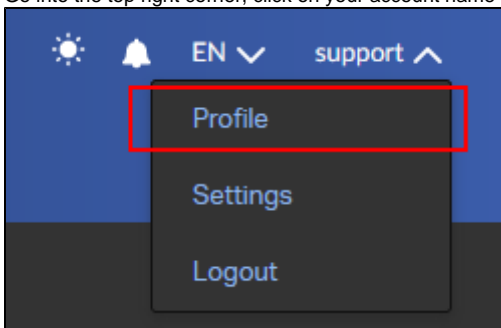 Go into the top right corner, click on your account name
EN support
Profile
Settings
Logout